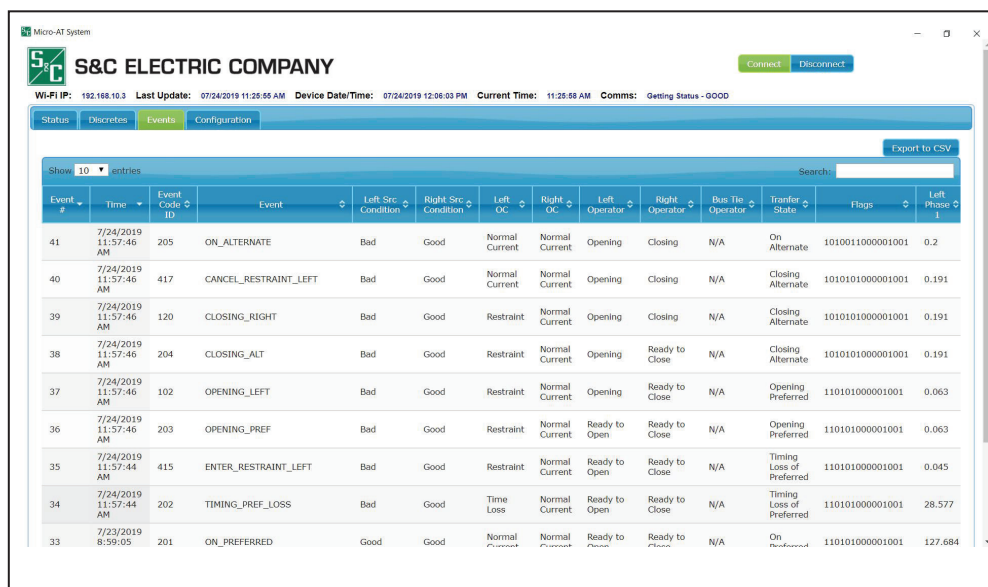 Micro-AT System
S&C ELECTRIC COMPANY
Connect Disconnect
Wi-Fi IP: 192.168.10.3 Last Update: 07/24/2019 11:25:55 AM Device Date/Time: 07/24/2019 12:06:03 PM Current Time: 11:25:58 AM Comms: Getting Status - GOOD
Status Discretes Events Configuration
Export to CSV
Show 10 entries Search:
Event # Time Event Code ID Event Left Src Condition Right Src Condition Left OC Right OC Left Operator Right Operator Bus Tie Operator Tranfer State Flags Left Phase 1
41 7/24/2019 11:57:46 AM 205 ON_ALTERNATE Bad Good Normal Current Normal Current Opening Closing N/A On Alternate 1010011000001001 0.2
40 7/24/2019 11:57:46 AM 417 CANCEL_RESTRAINT_LEFT Bad Good Normal Current Normal Current Opening Closing N/A Closing Alternate 1010101000001001 0.191
39 7/24/2019 11:57:46 AM 120 CLOSING_RIGHT Bad Good Restraint Normal Current Opening Closing N/A Closing Alternate 1010101000001001 0.191
38 7/24/2019 11:57:46 AM 204 CLOSING_ALT Bad Good Restraint Normal Current Opening Ready to Close N/A Closing Alternate 1010101000001001 0.191
37 7/24/2019 11:57:46 AM 102 OPENING_LEFT Bad Good Restraint Normal Current Opening Ready to Close N/A Opening Preferred 110101000001001 0.063
36 7/24/2019 11:57:46 AM 203 OPENING_PREF Bad Good Restraint Normal Current Ready to Open Ready to Close N/A Opening Preferred 110101000001001 0.063
35 7/24/2019 11:57:44 AM 415 ENTER_RESTRAINT_LEFT Bad Good Restraint Normal Current Ready to Open Ready to Close N/A Timing Loss of Preferred 110101000001001 0.045
34 7/24/2019 11:57:44 AM 202 TIMING_PREF_LOSS Bad Good Time Loss Normal Current Ready to Open Ready to Close N/A Timing Loss of Preferred 110101000001001 28.577
33 7/23/2019 8:59:05 201 ON_PREFERRED Good Good Normal Current Normal Current Ready to Open Ready to Close N/A On Preferred 110101000001001 127.684